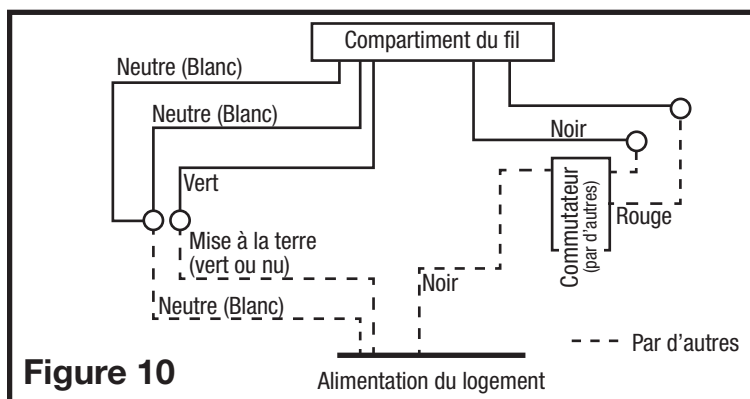 Compartiment du fil
Neutre (Blanc)
Neutre (Blanc)
Noir
Vert
Commutateur
(par d'autres)
Rouge
Mise à la terre
(vert ou nu)
Neutre (Blanc)
Noir
Par d'autres
Figure 10
Alimentation du logement